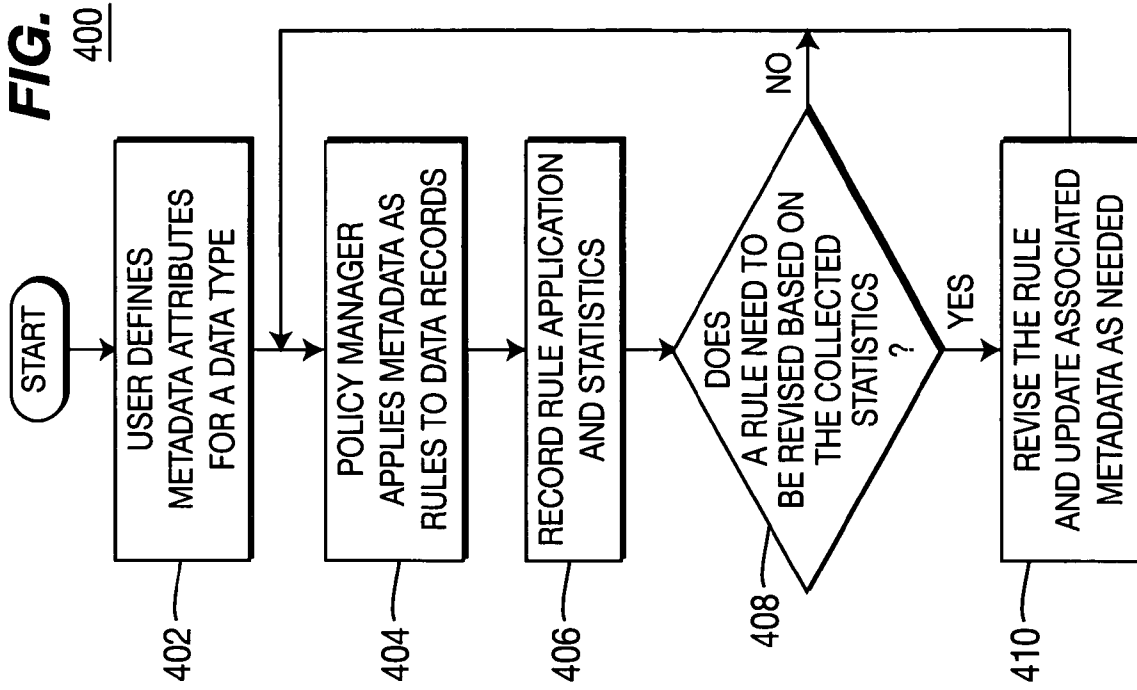 FIG.
400
START
USER DEFINES
METADATA ATTRIBUTES
FOR A DATA TYPE
402
POLICY MANAGER
APPLIES METADATA AS
RULES TO DATA RECORDS
404
RECORD RULE APPLICATION
AND STATISTICS
406
DOES
A RULE NEED TO
BE REVISED BASED ON
THE COLLECTED
STATISTICS
?
408
NO
YES
REVISE THE RULE
AND UPDATE ASSOCIATED
METADATA AS NEEDED
410